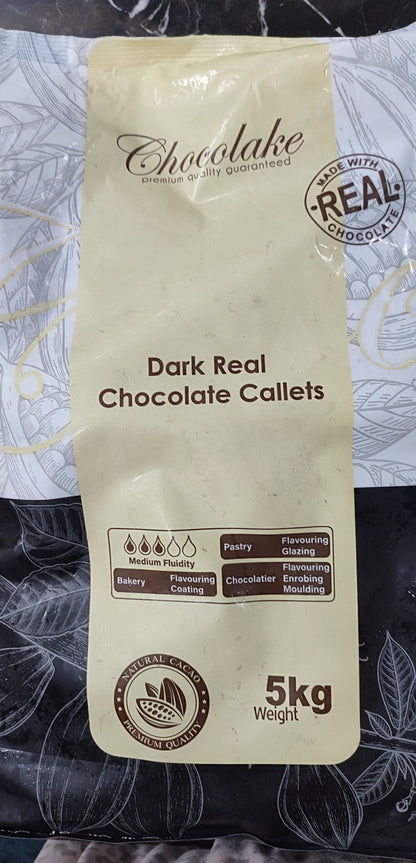 Chocolake
premium quality guaranteed
MADE WITH
REAL
CHOCOLATE
Dark Real
Chocolate Callets
Medium Fluidity
Pastry
Flavouring
Glazing
Bakery
Flavouring
Coating
Chocolatier
Flavouring
Enrobing
Moulding
NATURAL CACAO
PREMIUM QUALITY
5kg
Weight